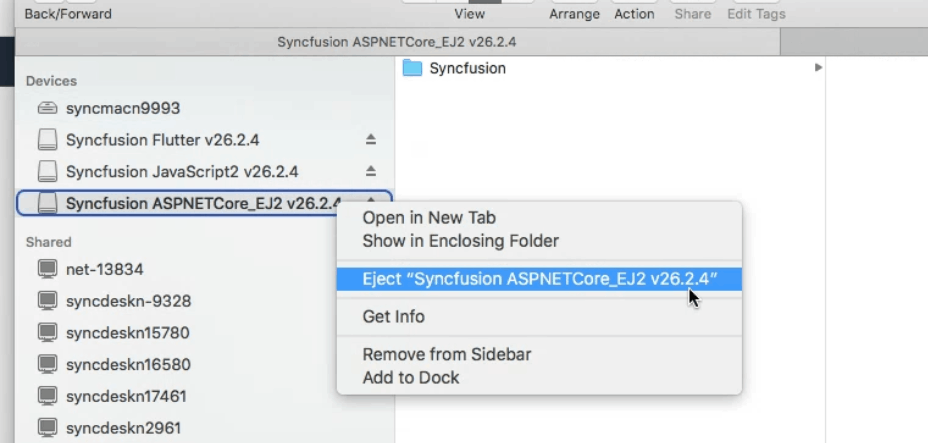 Back/Forward
View
Arrange
Action
Share
Edit Tags
Syncfusion ASPNETCore_EJ2 v26.2.4
Devices
syncmacn9993
Syncfusion Flutter v26.2.4
Syncfusion JavaScript2 v26.2.4
Syncfusion ASPNETCore_EJ2 v26.2.4
Shared
net-13834
syncdeskn-9328
syncdeskn15780
syncdeskn16580
syncdeskn17461
syncdeskn2961
Syncfusion
Open in New Tab
Show in Enclosing Folder
Eject “Syncfusion ASPNETCore_EJ2 v26.2.4”
Get Info
Remove from Sidebar
Add to Dock